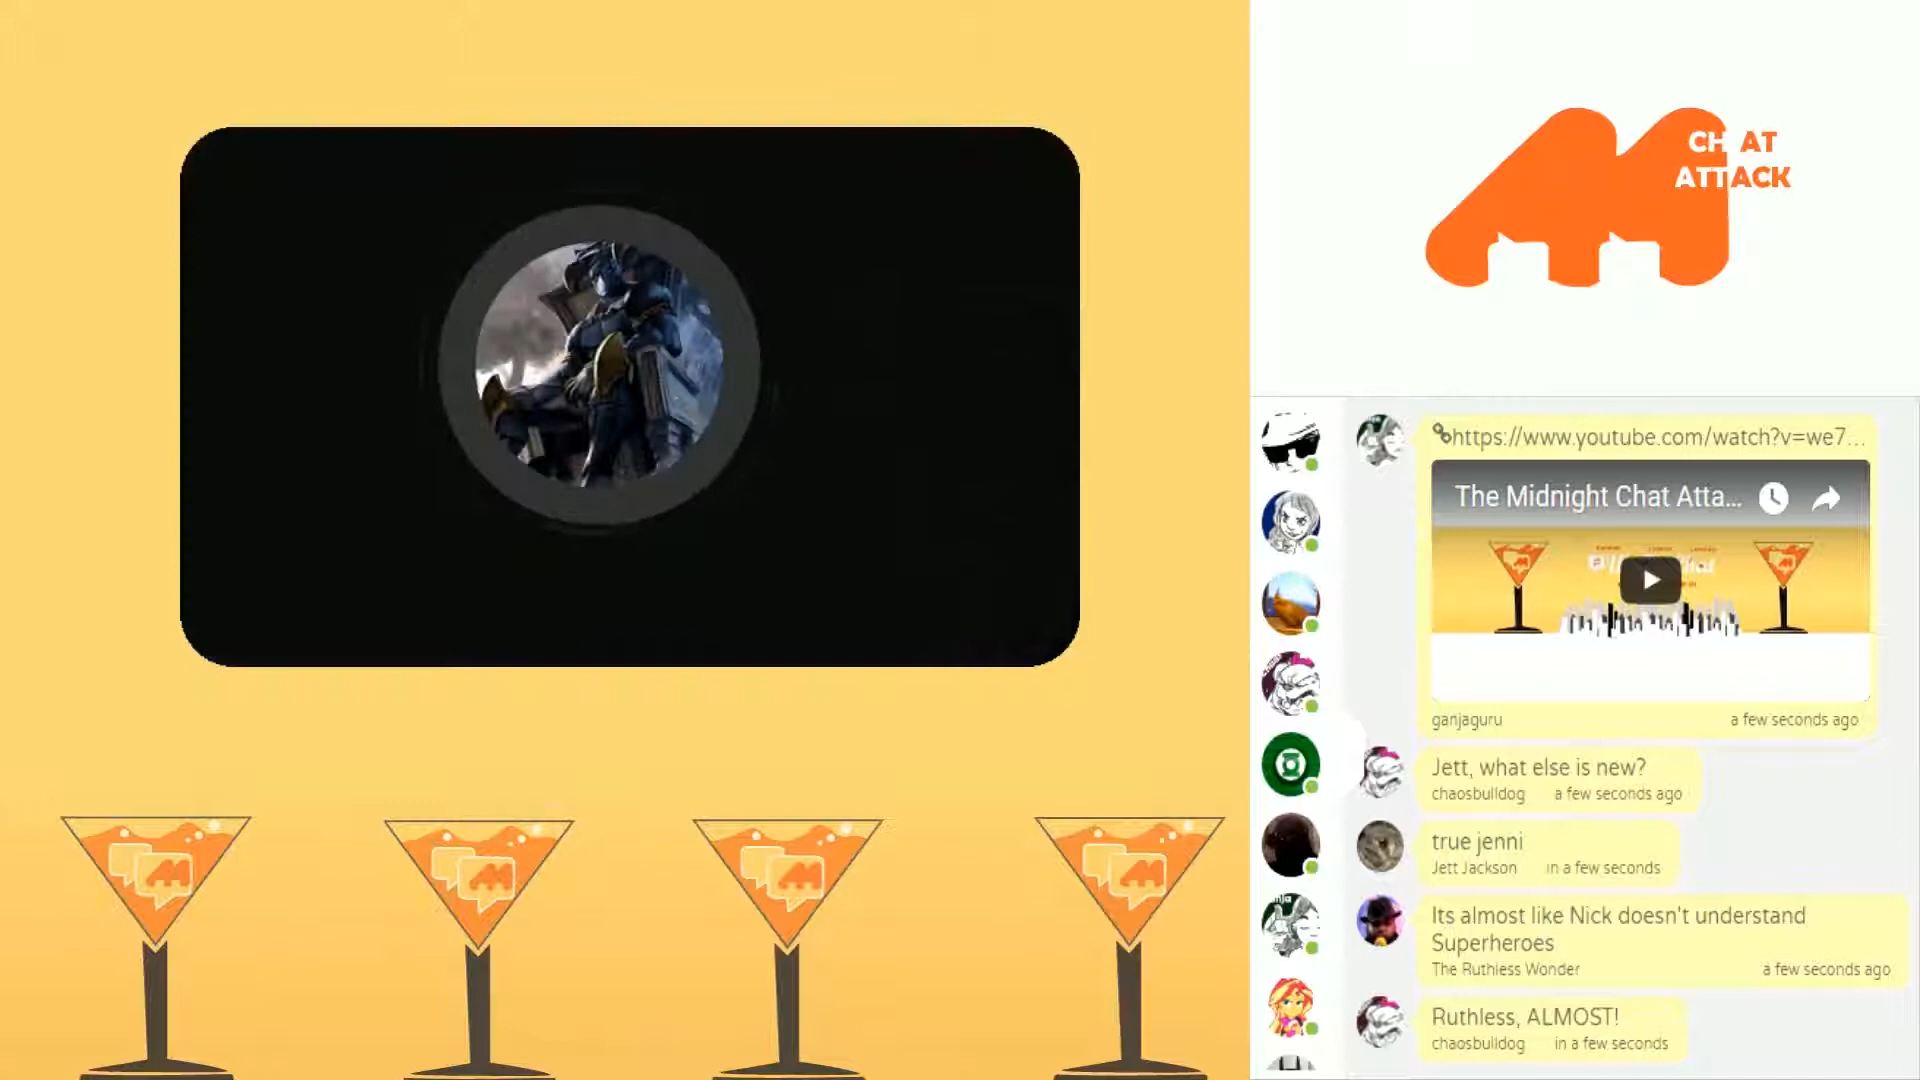 CHAT
ATTACK
https://www.youtube.com/watch?v=we7...
The Midnight Chat Atta...
ganjaguru a few seconds ago
Jett, what else is new?
chaosbulldog a few seconds ago
true jenni
Jett Jackson in a few seconds
Its almost like Nick doesn't understand
Superheroes
The Ruthless Wonder a few seconds ago
Ruthless, ALMOST!
chaosbulldog in a few seconds